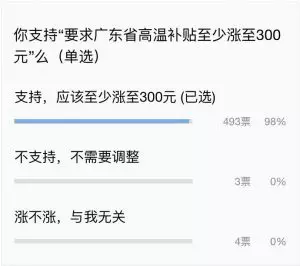 你支持“要求广东省高温补贴至少涨至300
元”么（单选）
支持，应该至少涨至300元 (已选)
493票 98%
不支持，不需要调整
3票 0%
涨不涨，与我无关
4票 0%